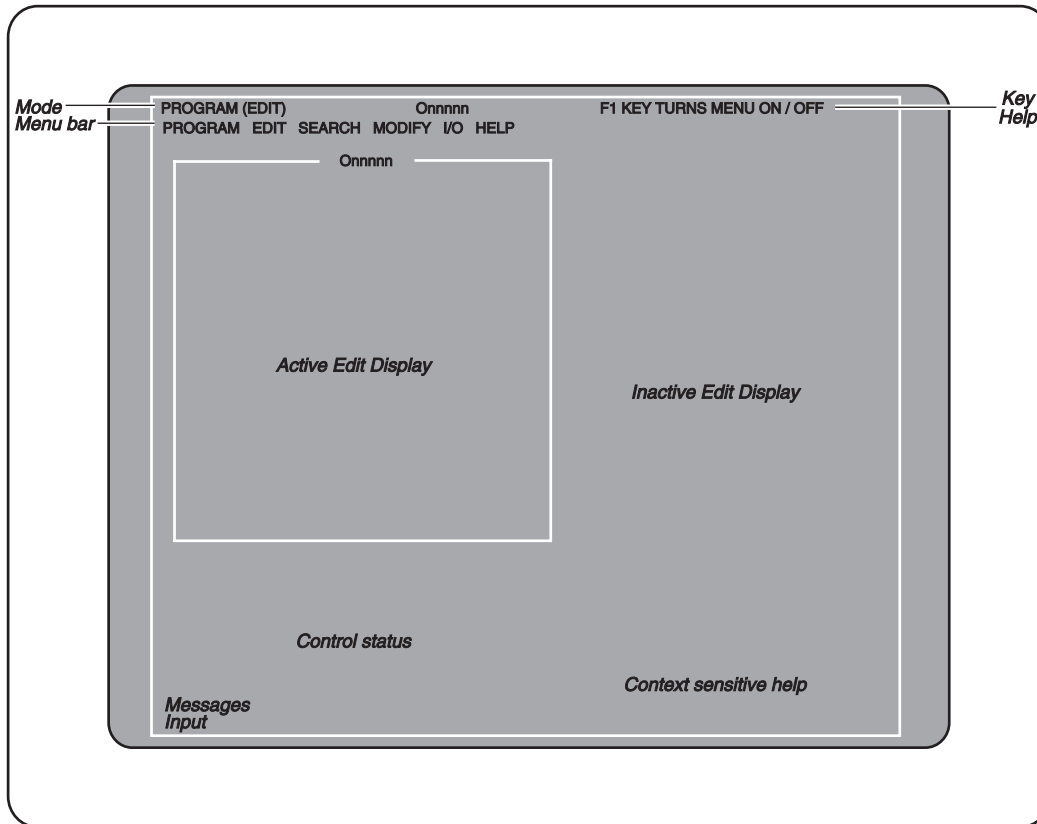 Mode
Menu bar
PROGRAM (EDIT) Onnnnn F1 KEY TURNS MENU ON / OFF
PROGRAM EDIT SEARCH MODIFY I/O HELP
Key
Help
Onnnnn
Active Edit Display
Inactive Edit Display
Control status
Context sensitive help
Messages
Input